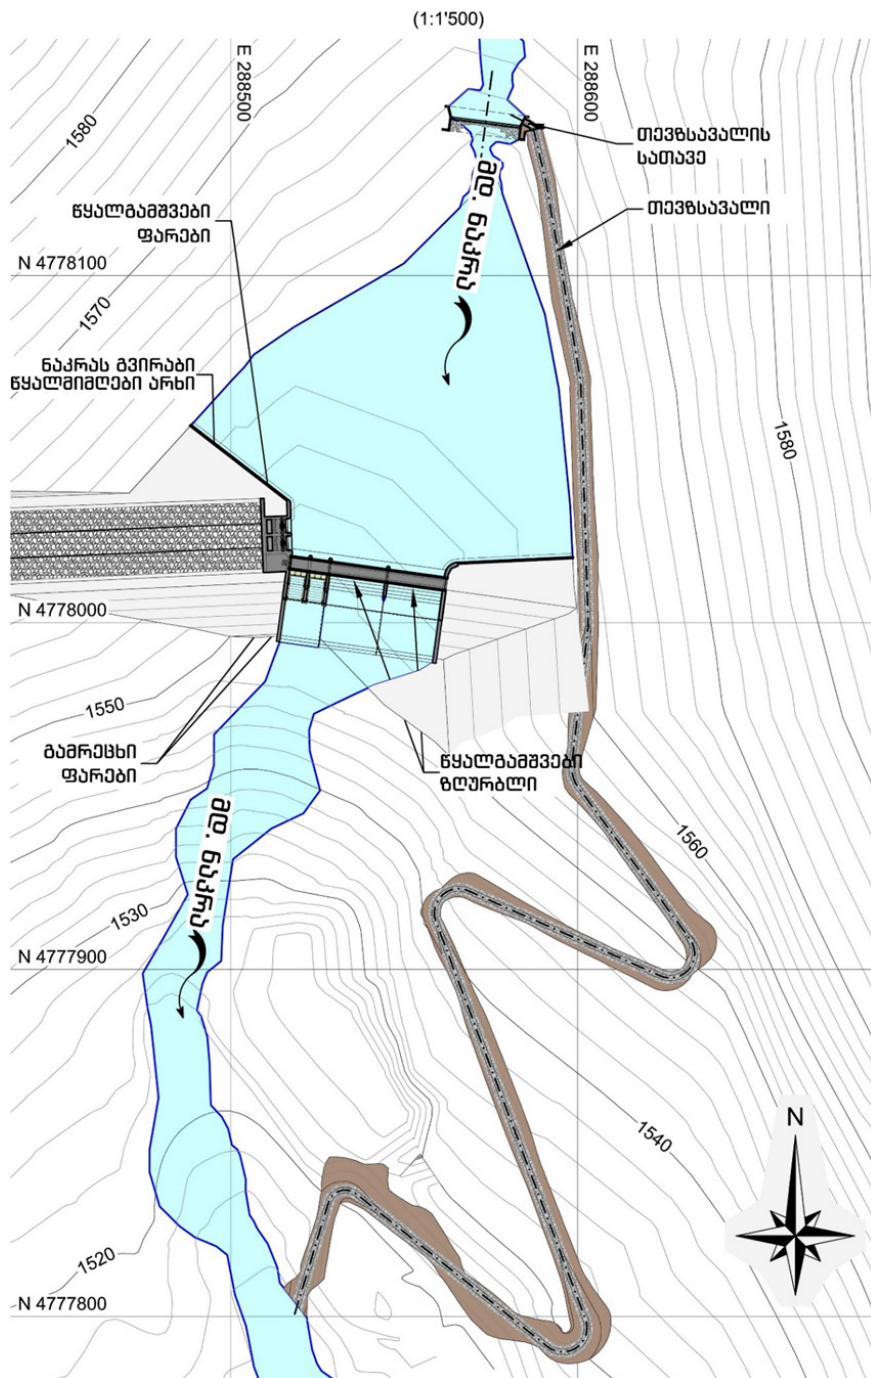 (1:1'500)
E 288500
E 288600
1580
თევზსავალის
სათავე
წყალგამშვები
ფარები
თევზსავალი
მდ. ნაკრა
N 4778100
1570
ნაკრას გვირაბი
წყალმიმღები არხი
1580
N 4778000
1550
გამრეცხი
ფარები
წყალგამშვები
ზღურბლი
მდ. ნაკრა
1560
1530
N 4777900
1540
N
1520
N 4777800